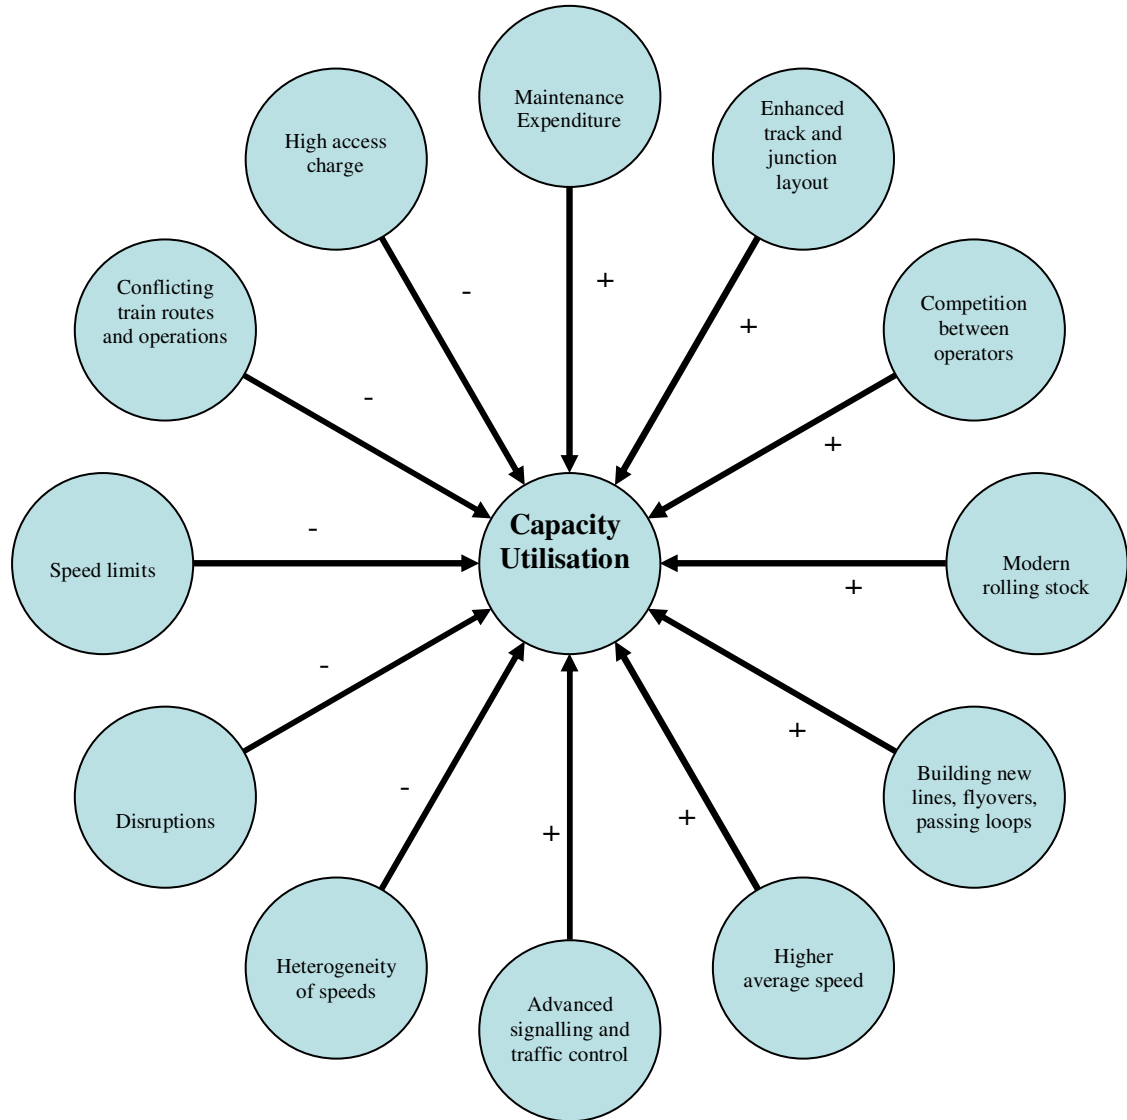 Maintenance
Expenditure
Enhanced
track and
junction
layout
High access
charge
Conflicting
train routes
and operations
Competition
between
operators
-
+
+
-
+
Capacity
Utilisation
-
Speed limits
Modern
rolling stock
+
-
+
Building new
lines, flyovers,
passing loops
-
+
+
Disruptions
Higher
average speed
Heterogeneity
of speeds
Advanced
signalling and
traffic control